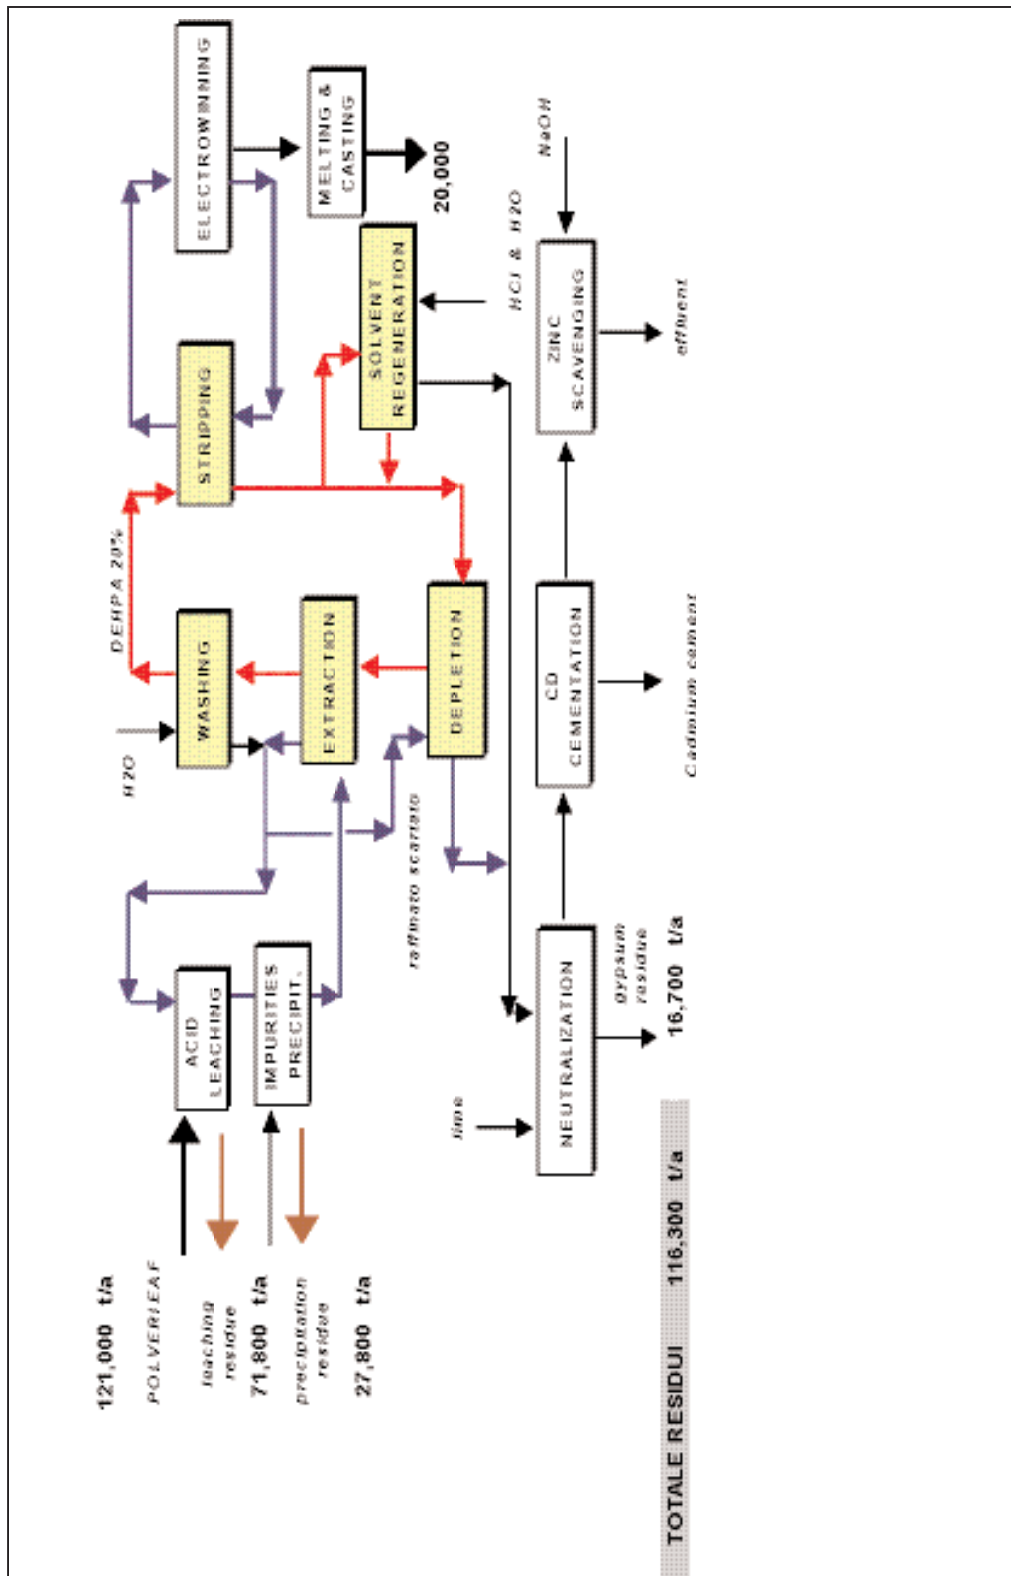 121,000 t/a
POLVERI EAF
leaching
residue
71,800 t/a
precipitation
residue
27,800 t/a
ACID
LEACHING
IMPURITIES
PRECIPIT.
H2O
WASHING
EXTRACTION
DEPLETION
raffinato scartato
DEHPA 20%
STRIPPING
ELECTROWINNING
MELTING &
CASTING
20,000
SOLVENT
REGENERATION
HCl & H2O
lime
NEUTRALIZATION
gypsum
residue
16,700 t/a
CD
CEMENTATION
Cadmium cement
ZINC
SCAVENGING
NaOH
effluent
TOTALE RESIDUI 116,300 t/a